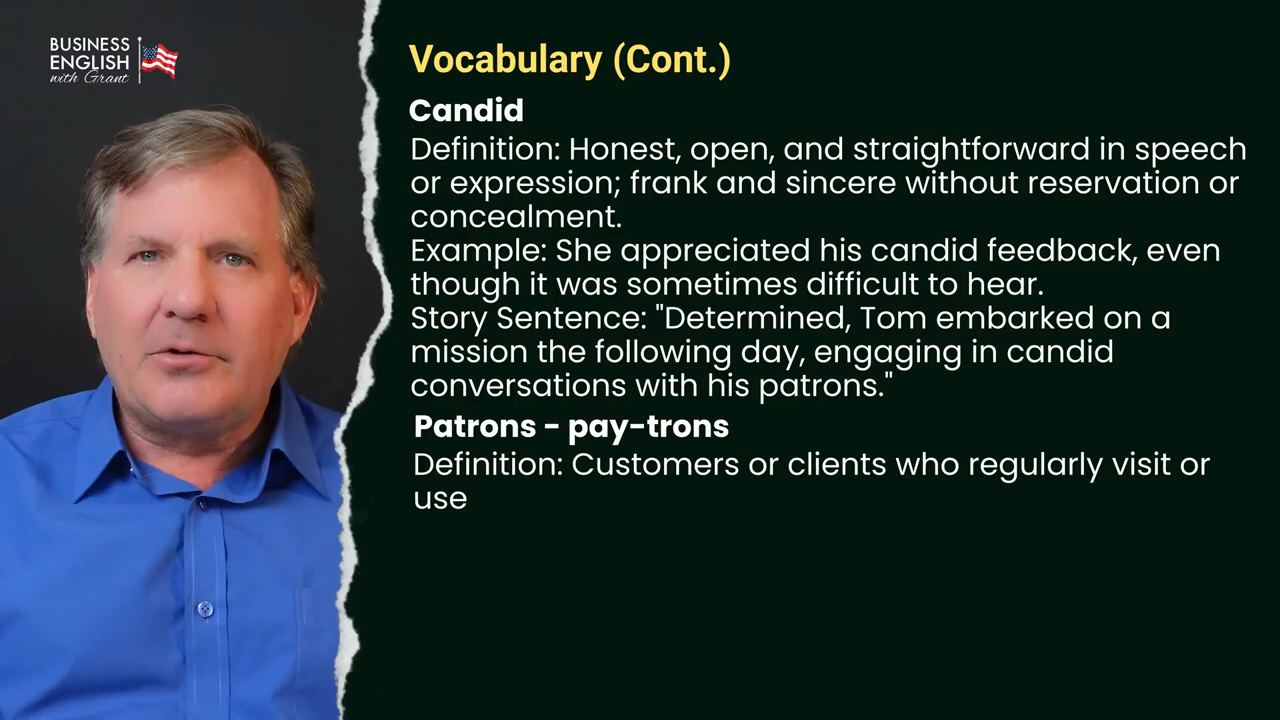 BUSINESS
ENGLISH
with Grant
Vocabulary (Cont.)
Candid
Definition: Honest, open, and straightforward in speech
or expression; frank and sincere without reservation or
concealment.
Example: She appreciated his candid feedback, even
though it was sometimes difficult to hear.
Story Sentence: "Determined, Tom embarked on a
mission the following day, engaging in candid
conversations with his patrons."
Patrons - pay-trons
Definition: Customers or clients who regularly visit or
use